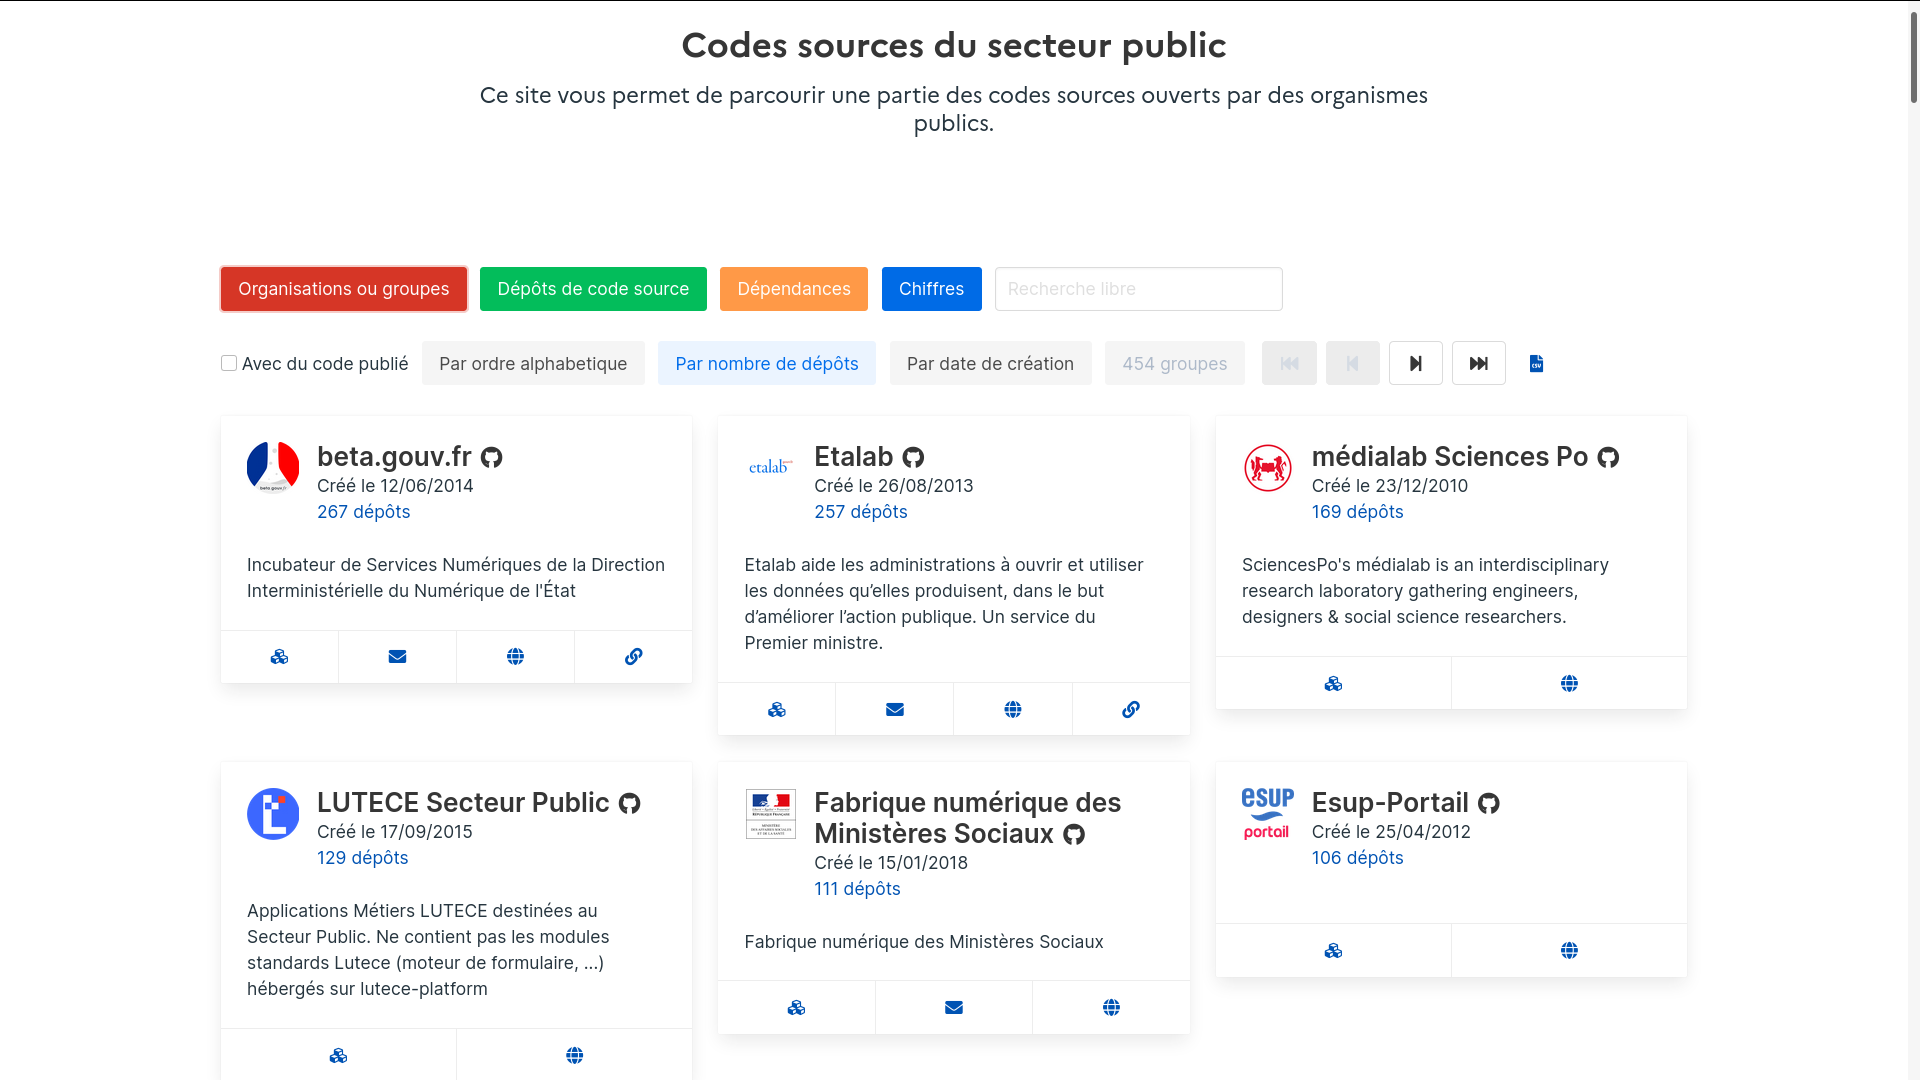 Codes sources du secteur public
Ce site vous permet de parcourir une partie des codes sources ouverts par des organismes
publics.
Organisations ou groupes
Dépôts de code source
Dépendances
Chiffres
Recherche libre
Avec du code publié
Par ordre alphabetique
Par nombre de dépôts
Par date de création
454 groupes
CSV
beta.gouv.fr
beta.gouv.fr
Créé le 12/06/2014
267 dépôts
Incubateur de Services Numériques de la Direction
Interministérielle du Numérique de l'État
etalab
Etalab
Créé le 26/08/2013
257 dépôts
Etalab aide les administrations à ouvrir et utiliser
les données qu’elles produisent, dans le but
d’améliorer l’action publique. Un service du
Premier ministre.
médialab Sciences Po
Créé le 23/12/2010
169 dépôts
SciencesPo's médialab is an interdisciplinary
research laboratory gathering engineers,
designers & social science researchers.
LUTECE Secteur Public
Créé le 17/09/2015
129 dépôts
Applications Métiers LUTECE destinées au
Secteur Public. Ne contient pas les modules
standards Lutece (moteur de formulaire, ...)
hébergés sur lutece-platform
Fabrique numérique des
Ministères Sociaux
Créé le 15/01/2018
111 dépôts
Fabrique numérique des Ministères Sociaux
esup
portail
Esup-Portail
Créé le 25/04/2012
106 dépôts